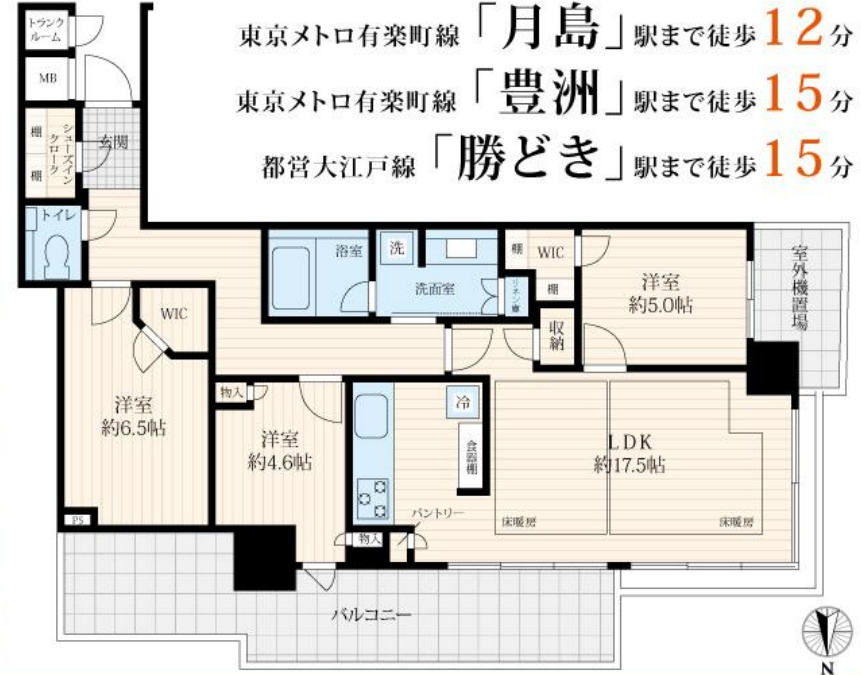 東京メトロ有楽町線「月島」駅まで徒歩12分
東京メトロ有楽町線「豊洲」駅まで徒歩15分
都営大江戸線「勝どき」駅まで徒歩15分
トランク
ルーム
MB
棚
棚
シューズイン
クローク
玄関
トイレ
浴室
洗
洗面室
リネン庫
棚
WIC
棚
収納
洋室
約5.0帖
室外機置場
WIC
洋室
約6.5帖
PS
物入
洋室
約4.6帖
物入
冷
食器棚
パントリー
LDK
約17.5帖
床暖房
床暖房
バルコニー
N